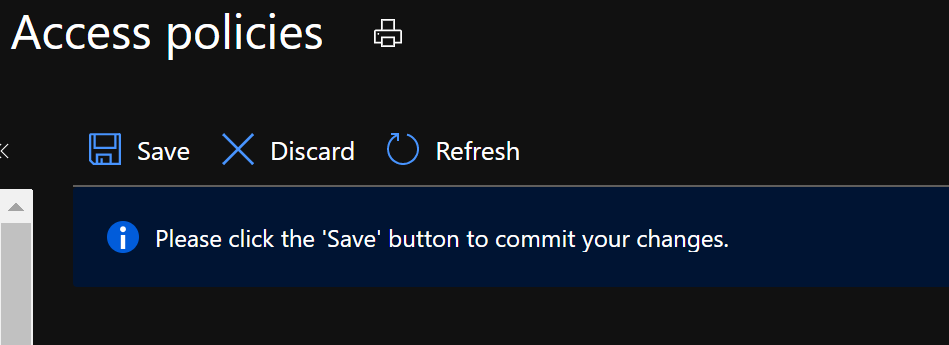 Access policies
Save Discard Refresh
Please click the 'Save' button to commit your changes.